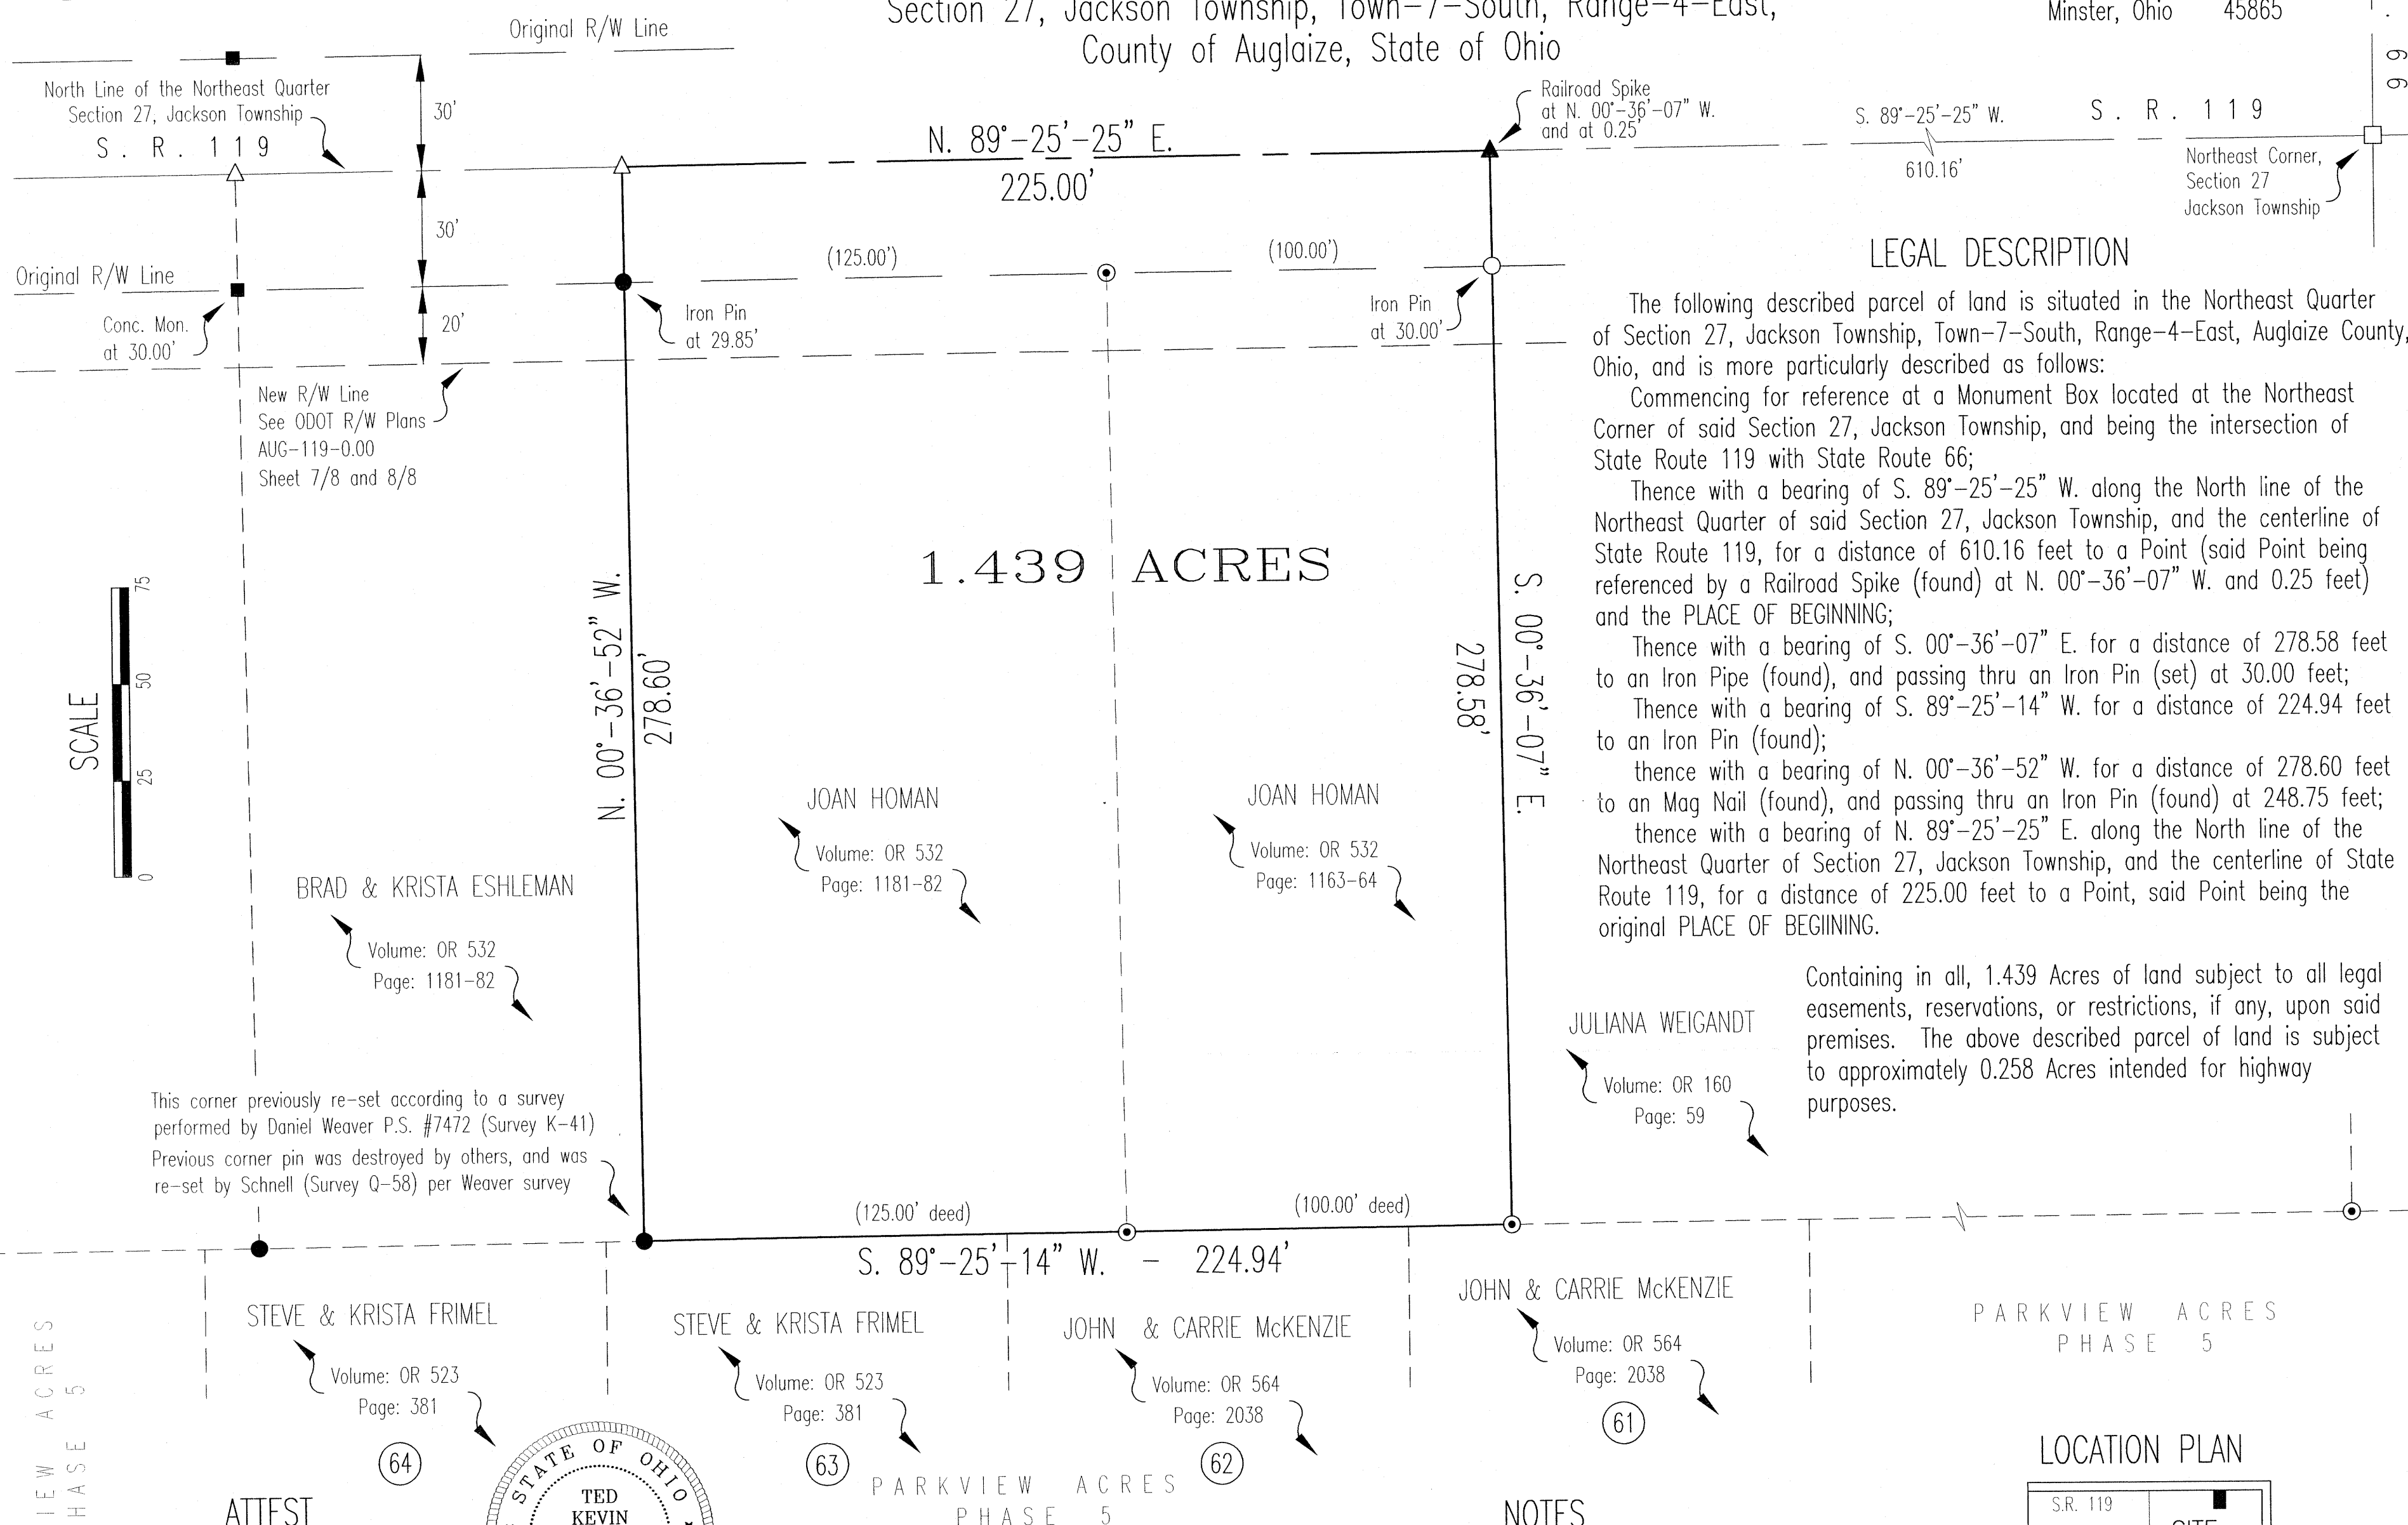 Section 27, Jackson Township, Town-7-South, Range-4-East,
County of Auglaize, State of Ohio
Minster, Ohio 45865
66
Original R/W Line
North Line of the Northeast Quarter
Section 27, Jackson Township
S. R. 119
30'
30'
20'
Original R/W Line
Conc. Mon.
at 30.00'
New R/W Line
See ODOT R/W Plans
AUG-119-0.00
Sheet 7/8 and 8/8
N. 89°-25'-25" E.
225.00'
Railroad Spike
at N. 00°-36'-07" W.
and at 0.25'
S. 89°-25'-25" W.
610.16'
S. R. 119
Northeast Corner,
Section 27
Jackson Township
(125.00')
(100.00')
Iron Pin
at 29.85'
Iron Pin
at 30.00'
1.439 ACRES
N. 00°-36'-52" W.
278.60'
S. 00°-36'-07" E.
278.58'
SCALE
0
25
50
75
JOAN HOMAN
Volume: OR 532
Page: 1181-82
JOAN HOMAN
Volume: OR 532
Page: 1163-64
BRAD & KRISTA ESHLEMAN
Volume: OR 532
Page: 1181-82
LEGAL DESCRIPTION
The following described parcel of land is situated in the Northeast Quarter
of Section 27, Jackson Township, Town-7-South, Range-4-East, Auglaize County,
Ohio, and is more particularly described as follows:
Commencing for reference at a Monument Box located at the Northeast
Corner of said Section 27, Jackson Township, and being the intersection of
State Route 119 with State Route 66;
Thence with a bearing of S. 89°-25'-25" W. along the North line of the
Northeast Quarter of said Section 27, Jackson Township, and the centerline of
State Route 119, for a distance of 610.16 feet to a Point (said Point being
referenced by a Railroad Spike (found) at N. 00°-36'-07" W. and 0.25 feet)
and the PLACE OF BEGINNING;
Thence with a bearing of S. 00°-36'-07" E. for a distance of 278.58 feet
to an Iron Pipe (found), and passing thru an Iron Pin (set) at 30.00 feet;
Thence with a bearing of S. 89°-25'-14" W. for a distance of 224.94 feet
to an Iron Pin (found);
thence with a bearing of N. 00°-36'-52" W. for a distance of 278.60 feet
to an Mag Nail (found), and passing thru an Iron Pin (found) at 248.75 feet;
thence with a bearing of N. 89°-25'-25" E. along the North line of the
Northeast Quarter of Section 27, Jackson Township, and the centerline of State
Route 119, for a distance of 225.00 feet to a Point, said Point being the
original PLACE OF BEGIINING.
Containing in all, 1.439 Acres of land subject to all legal
easements, reservations, or restrictions, if any, upon said
premises. The above described parcel of land is subject
to approximately 0.258 Acres intended for highway
purposes.
JULIANA WEIGANDT
Volume: OR 160
Page: 59
This corner previously re-set according to a survey
performed by Daniel Weaver P.S. #7472 (Survey K-41)
Previous corner pin was destroyed by others, and was
re-set by Schnell (Survey Q-58) per Weaver survey
(125.00' deed)
(100.00' deed)
S. 89°-25'-14" W. - 224.94'
STEVE & KRISTA FRIMEL
Volume: OR 523
Page: 381
64
STEVE & KRISTA FRIMEL
Volume: OR 523
Page: 381
63
JOHN & CARRIE McKENZIE
Volume: OR 564
Page: 2038
62
JOHN & CARRIE McKENZIE
Volume: OR 564
Page: 2038
61
PARKVIEW ACRES
PHASE 5
PARKVIEW ACRES
PHASE 5
IEW ACRES
HASE 5
ATTEST
STATE OF OHIO
TED
KEVIN
NOTES
LOCATION PLAN
S.R. 119
SITE